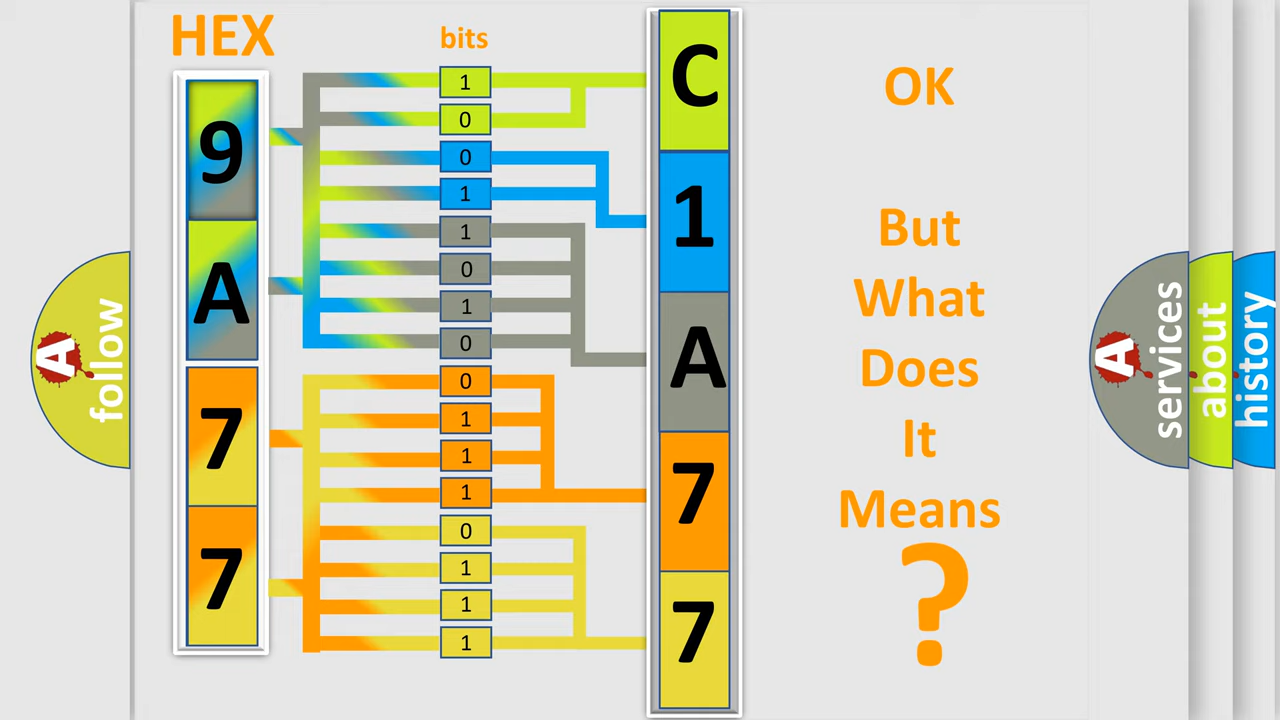 HEX
bits
9
A
7
7
1
0
0
1
1
0
1
0
0
1
1
1
0
1
1
1
C
1
A
7
7
OK
But
What
Does
It
Means
?
A
follow
A
services
about
history